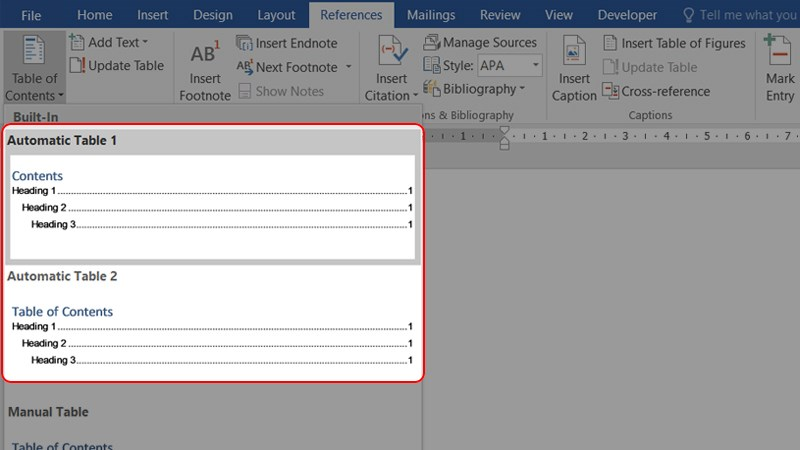 File Home Insert Design Layout References Mailings Review View Developer Tell me what you
Table of Contents
Add Text
Update Table
AB1
Insert Footnote
Insert Endnote
AB1 Next Footnote
Show Notes
Insert Citation
Manage Sources
Style: APA
Bibliography
ns & Bibliography
Insert Caption
Insert Table of Figures
Update Table
Cross-reference
Captions
Mark Entry
Built-In
1 1 2 3 4 5 6 7
Automatic Table 1
Contents
Heading 1 ........ 1
Heading 2 ........ 1
Heading 3 ........ 1
Automatic Table 2
Table of Contents
Heading 1 ........ 1
Heading 2 ........ 1
Heading 3 ........ 1
Manual Table
Table of Contents